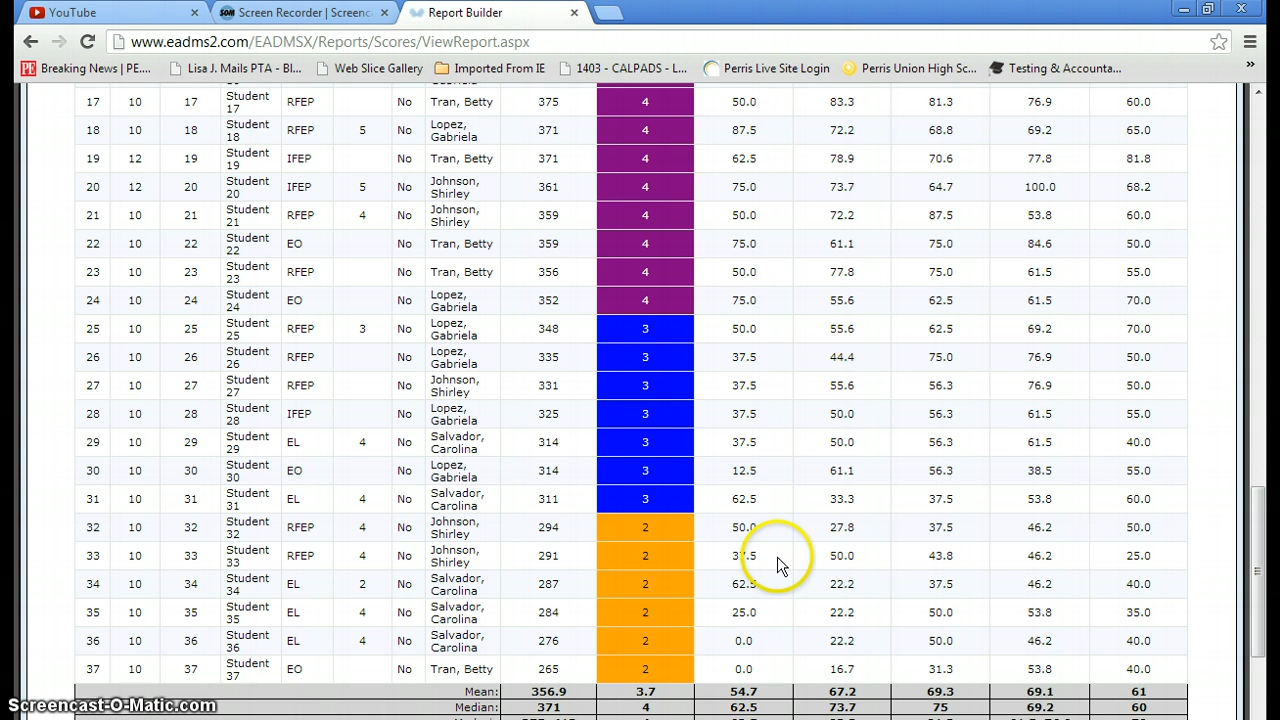 YouTube
Screen Recorder | Screenc
Report Builder
www.eadms2.com/EADMSX/Reports/Scores/ViewReport.aspx
Breaking News | PE.... Lisa J. Mails PTA - Bl... Web Slice Gallery Imported From IE 1403 - CALPADS - L... Perris Live Site Login Perris Union High Sc... Testing & Accounta... »
17 10 17 Student 17 RFEP No Tran, Betty 375 4 50.0 83.3 81.3 76.9 60.0
18 10 18 Student 18 RFEP 5 No Lopez, Gabriela 371 4 87.5 72.2 68.8 69.2 65.0
19 12 19 Student 19 IFEP No Tran, Betty 371 4 62.5 78.9 70.6 77.8 81.8
20 12 20 Student 20 IFEP 5 No Johnson, Shirley 361 4 75.0 73.7 64.7 100.0 68.2
21 10 21 Student 21 RFEP 4 No Johnson, Shirley 359 4 50.0 72.2 37.5 53.8 60.0
22 10 22 Student 22 EO No Tran, Betty 359 4 75.0 61.1 75.0 84.6 50.0
23 10 23 Student 23 RFEP No Tran, Betty 356 4 50.0 77.8 75.0 61.5 55.0
24 10 24 Student 24 EO No Lopez, Gabriela 352 4 75.0 55.6 62.5 61.5 70.0
25 10 25 Student 25 RFEP 3 No Lopez, Gabriela 348 3 50.0 55.6 62.5 69.2 70.0
26 10 26 Student 26 RFEP No Lopez, Gabriela 335 3 37.5 44.4 75.0 76.9 50.0
27 10 27 Student 27 RFEP No Johnson, Shirley 331 3 37.5 55.6 56.3 76.9 50.0
28 10 28 Student 28 IFEP No Lopez, Gabriela 325 3 37.5 50.0 56.3 61.5 55.0
29 10 29 Student 29 EL 4 No Salvador, Carolina 314 3 37.5 50.0 56.3 61.5 40.0
30 10 30 Student 30 EO No Lopez, Gabriela 314 3 12.5 61.1 56.3 38.5 55.0
31 10 31 Student 31 EL 4 No Salvador, Carolina 311 3 62.5 33.3 37.5 53.8 60.0
32 10 32 Student 32 RFEP 4 No Johnson, Shirley 294 2 50.0 27.8 37.5 46.2 50.0
33 10 33 Student 33 RFEP 4 No Johnson, Shirley 291 2 37.5 50.0 43.8 46.2 25.0
34 10 34 Student 34 EL 2 No Salvador, Carolina 2 62.5 22.2 37.5 46.2 40.0
35 10 35 Student 35 EL 4 No Salvador, Carolina 284 2 25.0 22.2 50.0 53.8 35.0
36 10 36 Student 36 EL 4 No Salvador, Carolina 276 2 0.0 22.2 50.0 46.2 40.0
37 10 37 Student 37 EO No Tran, Betty 2 0.0 16.7 31.3 53.8 40.0
Mean: 356.9 3.7 54.7 67.2 69.3 69.1 61
Median: 371 4 62.5 73.7 75 69.2 60
Screencast-O-Matic.com